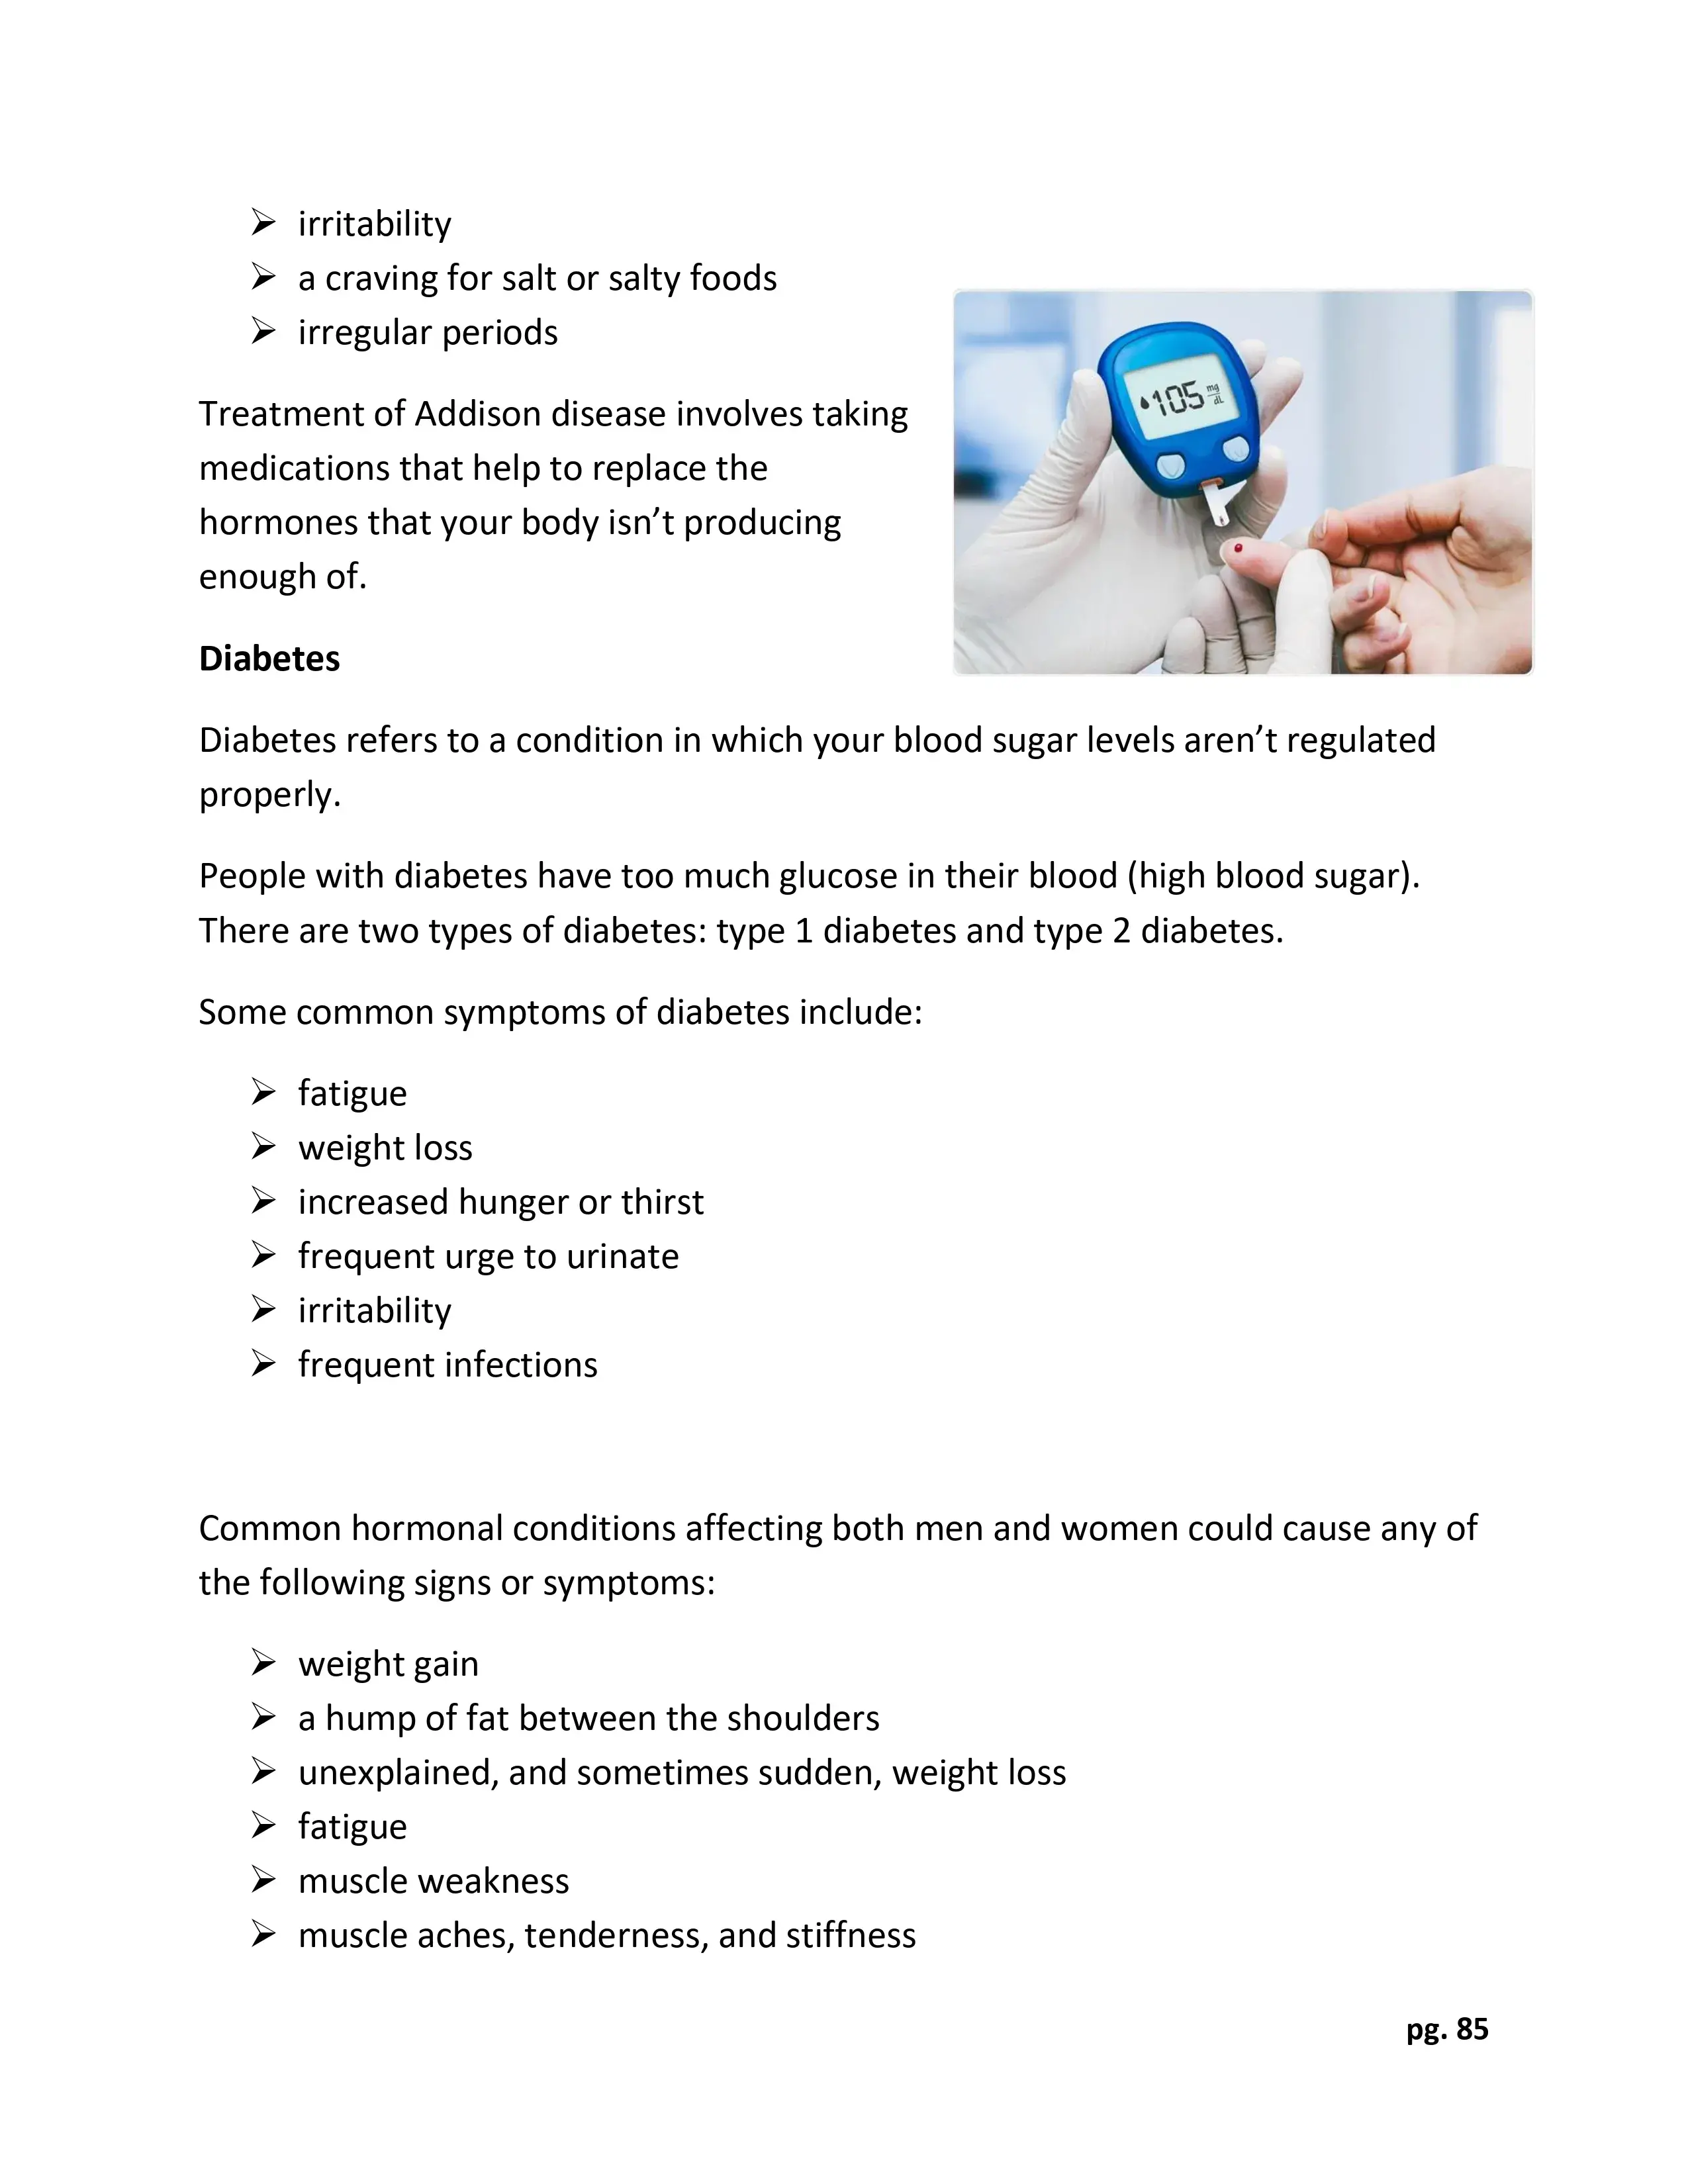 ➢ irritability
➢ a craving for salt or salty foods
➢ irregular periods
Treatment of Addison disease involves taking
medications that help to replace the
hormones that your body isn’t producing
enough of.
105 mg/dL
Diabetes
Diabetes refers to a condition in which your blood sugar levels aren’t regulated
properly.
People with diabetes have too much glucose in their blood (high blood sugar).
There are two types of diabetes: type 1 diabetes and type 2 diabetes.
Some common symptoms of diabetes include:
➢ fatigue
➢ weight loss
➢ increased hunger or thirst
➢ frequent urge to urinate
➢ irritability
➢ frequent infections
Common hormonal conditions affecting both men and women could cause any of
the following signs or symptoms:
➢ weight gain
➢ a hump of fat between the shoulders
➢ unexplained, and sometimes sudden, weight loss
➢ fatigue
➢ muscle weakness
➢ muscle aches, tenderness, and stiffness
pg. 85